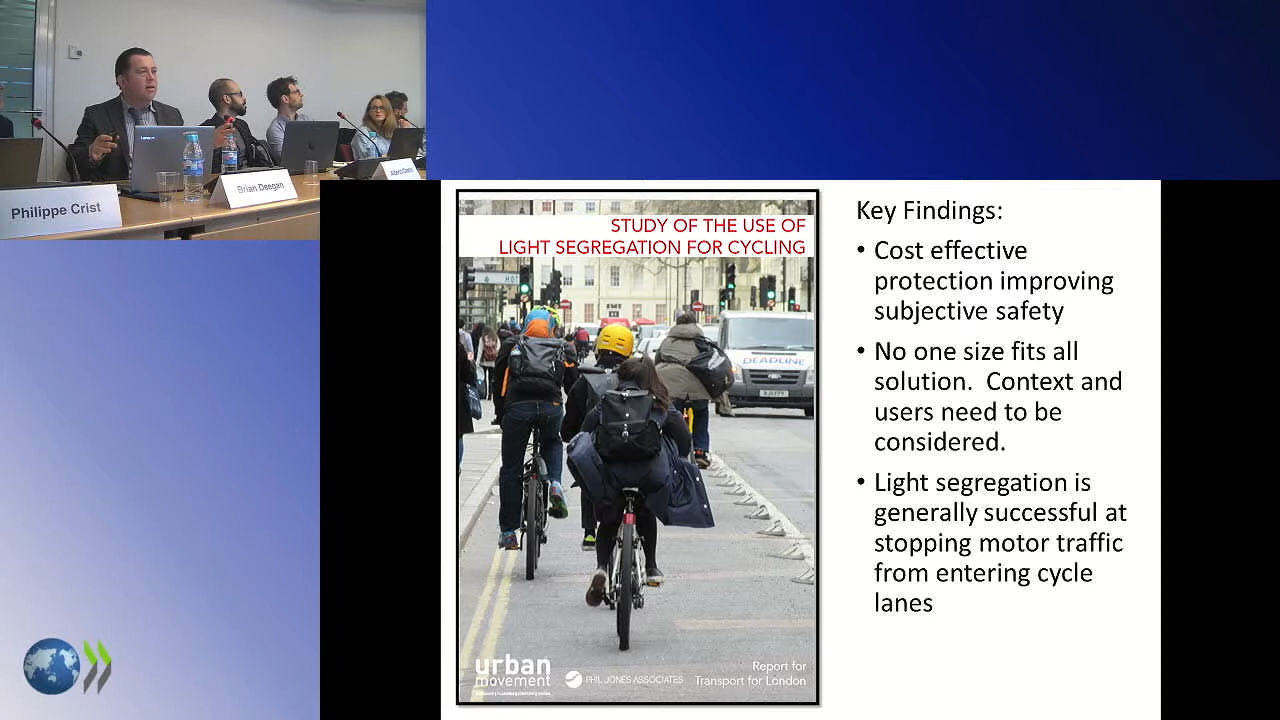 Lenovo
Philippe Crist
Brian Deegan
STUDY OF THE USE OF
LIGHT SEGREGATION FOR CYCLING
HOT
DEADLINE
urban
movement
PHIL JONES ASSOCIATES
Report for
Transport for London
Key Findings:
• Cost effective
protection improving
subjective safety
• No one size fits all
solution. Context and
users need to be
considered.
• Light segregation is
generally successful at
stopping motor traffic
from entering cycle
lanes